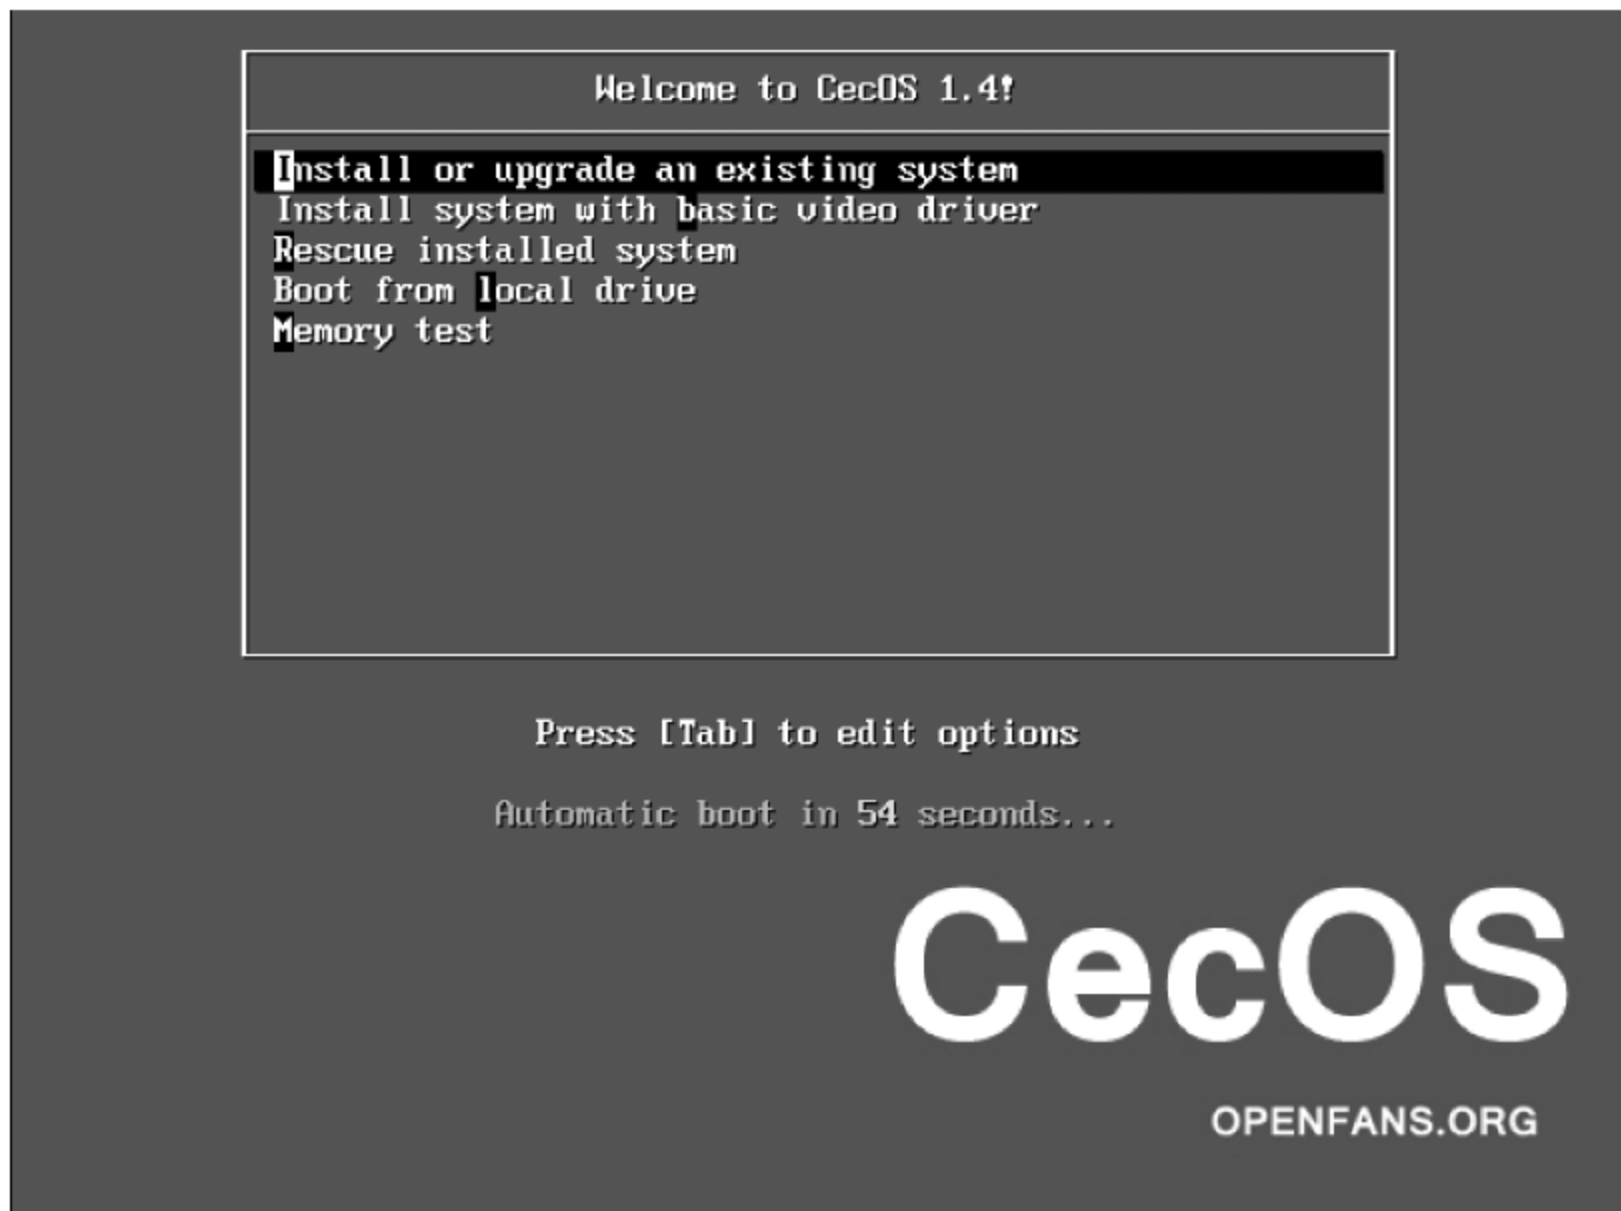 Welcome to CecOS 1.4!
Install or upgrade an existing system
Install system with basic video driver
Rescue installed system
Boot from local drive
Memory test
Press [Tab] to edit options
Automatic boot in 54 seconds...
CecOS
OPENFANS.ORG